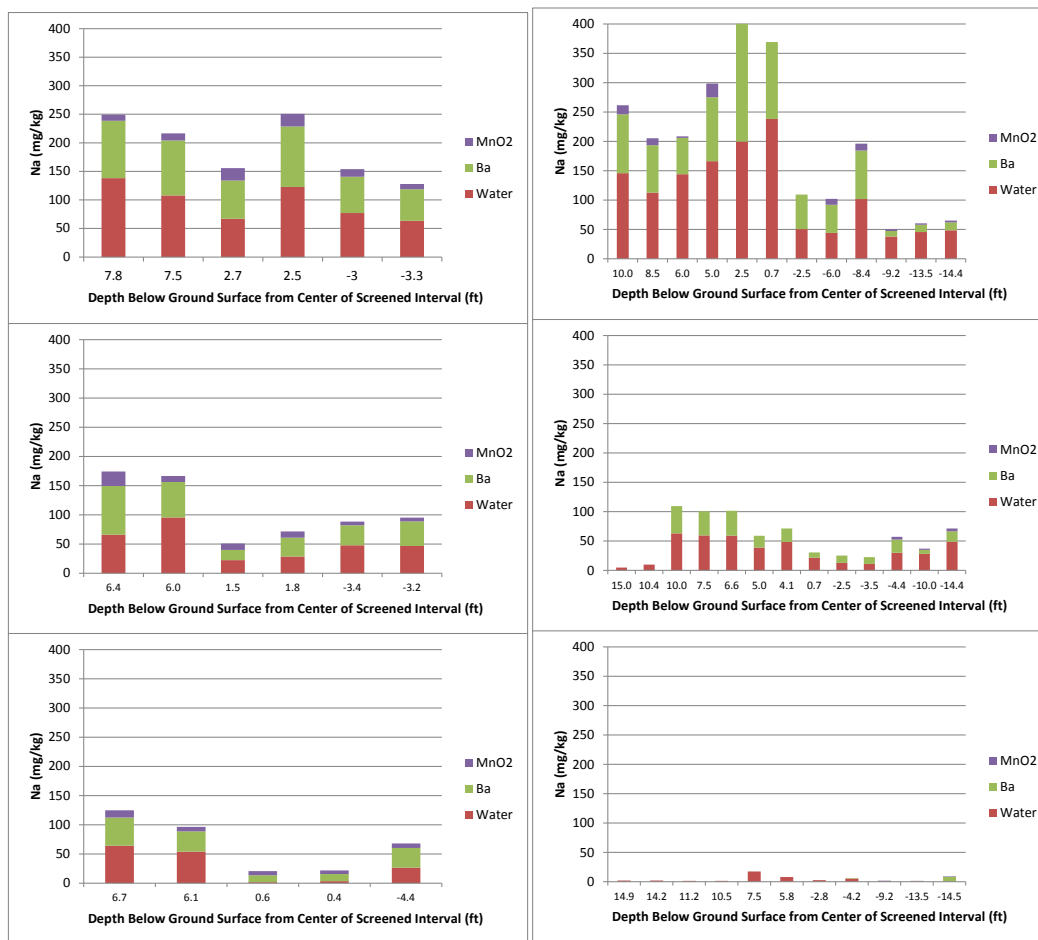 400
350
300
250
200
150
100
50
0
Na (mg/kg)
7.8 7.5 2.7 2.5 -3 -3.3
Depth Below Ground Surface from Center of Screened Interval (ft)
MnO2
Ba
Water
400
350
300
250
200
150
100
50
0
Na (mg/kg)
10.0 8.5 6.0 5.0 2.5 0.7 -2.5 -6.0 -8.4 -9.2 -13.5 -14.4
Depth Below Ground Surface from Center of Screened Interval (ft)
MnO2
Ba
Water
400
350
300
250
200
150
100
50
0
Na (mg/kg)
6.4 6.0 1.5 1.8 -3.4 -3.2
Depth Below Ground Surface from Center of Screened Interval (ft)
MnO2
Ba
Water
400
350
300
250
200
150
100
50
0
Na (mg/kg)
15.0 10.4 10.0 7.5 6.6 5.0 4.1 0.7 -2.5 -3.5 -4.4 -10.0 -14.4
Depth Below Ground Surface from Center of Screened Interval (ft)
MnO2
Ba
Water
400
350
300
250
200
150
100
50
0
Na (mg/kg)
6.7 6.1 0.6 0.4 -4.4
Depth Below Ground Surface from Center of Screened Interval (ft)
MnO2
Ba
Water
400
350
300
250
200
150
100
50
0
Na (mg/kg)
14.9 14.2 11.2 10.5 7.5 5.8 -2.8 -4.2 -9.2 -13.5 -14.5
Depth Below Ground Surface from Center of Screened Interval (ft)
MnO2
Ba
Water